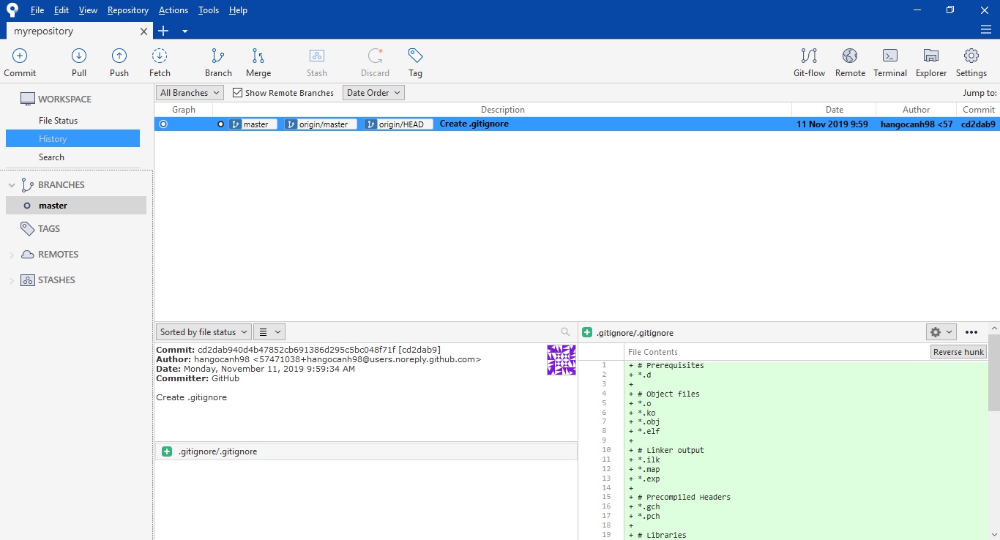 File Edit View Repository Actions Tools Help
myrepository
Commit Pull Push Fetch Branch Merge Stash Discard Tag Git-flow Remote Terminal Explorer Settings
WORKSPACE
File Status
History
Search
BRANCHES
master
TAGS
REMOTES
STASHES
All Branches Show Remote Branches Date Order Jump to:
Graph Description Date Author Commit
master origin/master origin/HEAD Create .gitignore 11 Nov 2019 9:59 hangocanh98 <57 cd2dab9
Sorted by file status
Commit: cd2dab940d4b47852cb691386d295c5bc048f71f [cd2dab9]
Author: hangocanh98 <57471038+hangocanh98@users.noreply.github.com>
Date: Monday, November 11, 2019 9:59:34 AM
Committer: GitHub
Create .gitignore
.gitignore/.gitignore
.gitignore/.gitignore
File Contents Reverse hunk
1 + # Prerequisites
2 + *.d
3 +
4 + # Object files
5 + *.o
6 + *.ko
7 + *.obj
8 + *.elf
9 +
10 + # Linker output
11 + *.ilk
12 + *.map
13 + *.exp
14 +
15 + # Precompiled Headers
16 + *.gch
17 + *.pch
18 +
19 + # Libraries